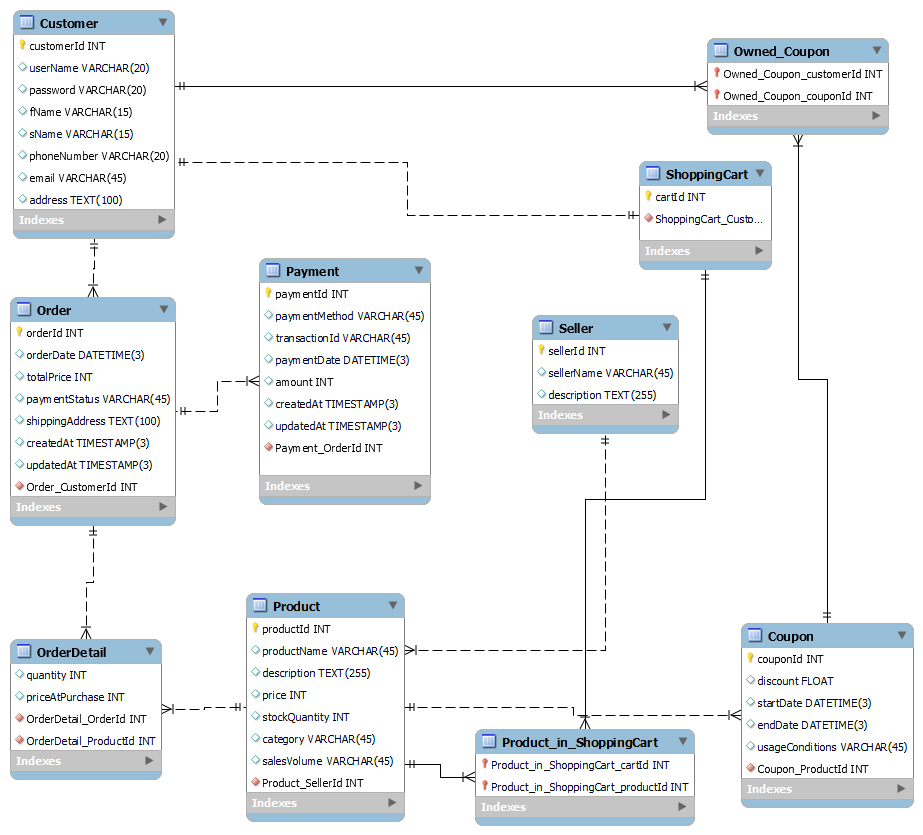 Customer
customerId INT
userName VARCHAR(20)
password VARCHAR(20)
fName VARCHAR(15)
sName VARCHAR(15)
phoneNumber VARCHAR(20)
email VARCHAR(45)
address TEXT(100)
Indexes
Owned_Coupon
Owned_Coupon_customerId INT
Owned_Coupon_couponId INT
Indexes
ShoppingCart
cartId INT
ShoppingCart_Custo...
Indexes
Payment
paymentId INT
paymentMethod VARCHAR(45)
transactionId VARCHAR(45)
paymentDate DATETIME(3)
amount INT
createdAt TIMESTAMP(3)
updatedAt TIMESTAMP(3)
Payment_OrderId INT
Indexes
Order
orderId INT
orderDate DATETIME(3)
totalPrice INT
paymentStatus VARCHAR(45)
shippingAddress TEXT(100)
createdAt TIMESTAMP(3)
updatedAt TIMESTAMP(3)
Order_CustomerId INT
Indexes
Seller
sellerId INT
sellerName VARCHAR(45)
description TEXT(255)
Indexes
Product
productId INT
productName VARCHAR(45)
description TEXT(255)
price INT
stockQuantity INT
category VARCHAR(45)
salesVolume VARCHAR(45)
Product_SellerId INT
Indexes
OrderDetail
quantity INT
priceAtPurchase INT
OrderDetail_OrderId INT
OrderDetail_ProductId INT
Indexes
Coupon
couponId INT
discount FLOAT
startDate DATETIME(3)
endDate DATETIME(3)
usageConditions VARCHAR(45)
Coupon_ProductId INT
Indexes
Product_in_ShoppingCart
Product_in_ShoppingCart_cartId INT
Product_in_ShoppingCart_productId INT
Indexes